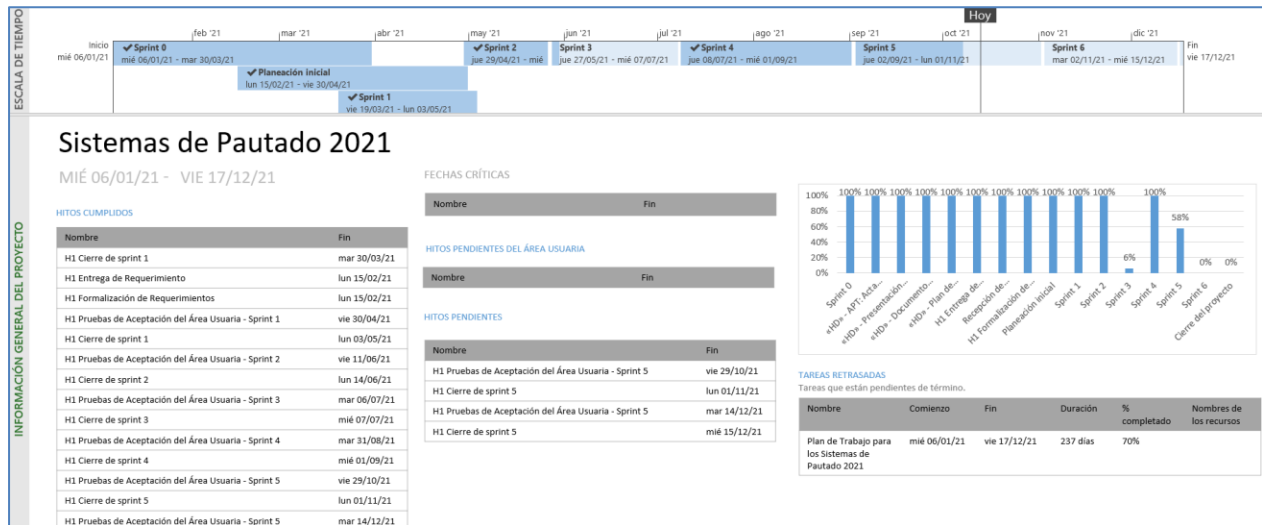 ESCALA DE TIEMPO
Hoy
feb '21 mar '21 abr '21 may '21 jun '21 jul '21 ago '21 sep '21 oct '21 nov '21 dic '21
Inicio
mié 06/01/21
✔ Sprint 0
mié 06/01/21 - mar 30/03/21
✔ Sprint 2
jue 29/04/21 - mié
Sprint 3
jue 27/05/21 - mié 07/07/21
✔ Sprint 4
jue 08/07/21 - mié 01/09/21
Sprint 5
jue 02/09/21 - lun 01/11/21
Sprint 6
mar 02/11/21 - mié 15/12/21
Fin
vie 17/12/21
✔ Planeación inicial
lun 15/02/21 - vie 30/04/21
✔ Sprint 1
vie 19/03/21 - lun 03/05/21
INFORMACIÓN GENERAL DEL PROYECTO
Sistemas de Pautado 2021
MIÉ 06/01/21 - VIE 17/12/21
HITOS CUMPLIDOS
Nombre Fin
H1 Cierre de sprint 1 mar 30/03/21
H1 Entrega de Requerimiento lun 15/02/21
H1 Formalización de Requerimientos lun 15/02/21
H1 Pruebas de Aceptación del Área Usuaria - Sprint 1 vie 30/04/21
H1 Cierre de sprint 1 lun 03/05/21
H1 Pruebas de Aceptación del Área Usuaria - Sprint 2 vie 11/06/21
H1 Cierre de sprint 2 lun 14/06/21
H1 Pruebas de Aceptación del Área Usuaria - Sprint 3 mar 06/07/21
H1 Cierre de sprint 3 mié 07/07/21
H1 Pruebas de Aceptación del Área Usuaria - Sprint 4 mar 31/08/21
H1 Cierre de sprint 4 mié 01/09/21
H1 Pruebas de Aceptación del Área Usuaria - Sprint 5 vie 29/10/21
H1 Cierre de sprint 5 lun 01/11/21
H1 Pruebas de Aceptación del Área Usuaria - Sprint 5 mar 14/12/21
FECHAS CRÍTICAS
Nombre Fin
HITOS PENDIENTES DEL ÁREA USUARIA
Nombre Fin
HITOS PENDIENTES
Nombre Fin
H1 Pruebas de Aceptación del Área Usuaria - Sprint 5 vie 29/10/21
H1 Cierre de sprint 5 lun 01/11/21
H1 Pruebas de Aceptación del Área Usuaria - Sprint 5 mar 14/12/21
H1 Cierre de sprint 5 mié 15/12/21
100%
80%
60%
40%
20%
0%
100% 100% 100% 100% 100% 100% 100% 100% 100% 100% 100% 6% 100% 58% 0% 0%
Sprint 0
«HD» - APT: Acta...
«HD» - Presentación...
«HD» - Documento...
«HD» - Plan de...
H1 Entrega de...
Recepción de...
H1 Formalización de...
Planeación inicial
Sprint 1
Sprint 2
Sprint 3
Sprint 4
Sprint 5
Sprint 6
Cierre del proyecto
TAREAS RETRASADAS
Tareas que están pendientes de término.
Nombre Comienzo Fin Duración % completado Nombres de los recursos
Plan de Trabajo para los Sistemas de Pautado 2021 mié 06/01/21 vie 17/12/21 237 días 70%